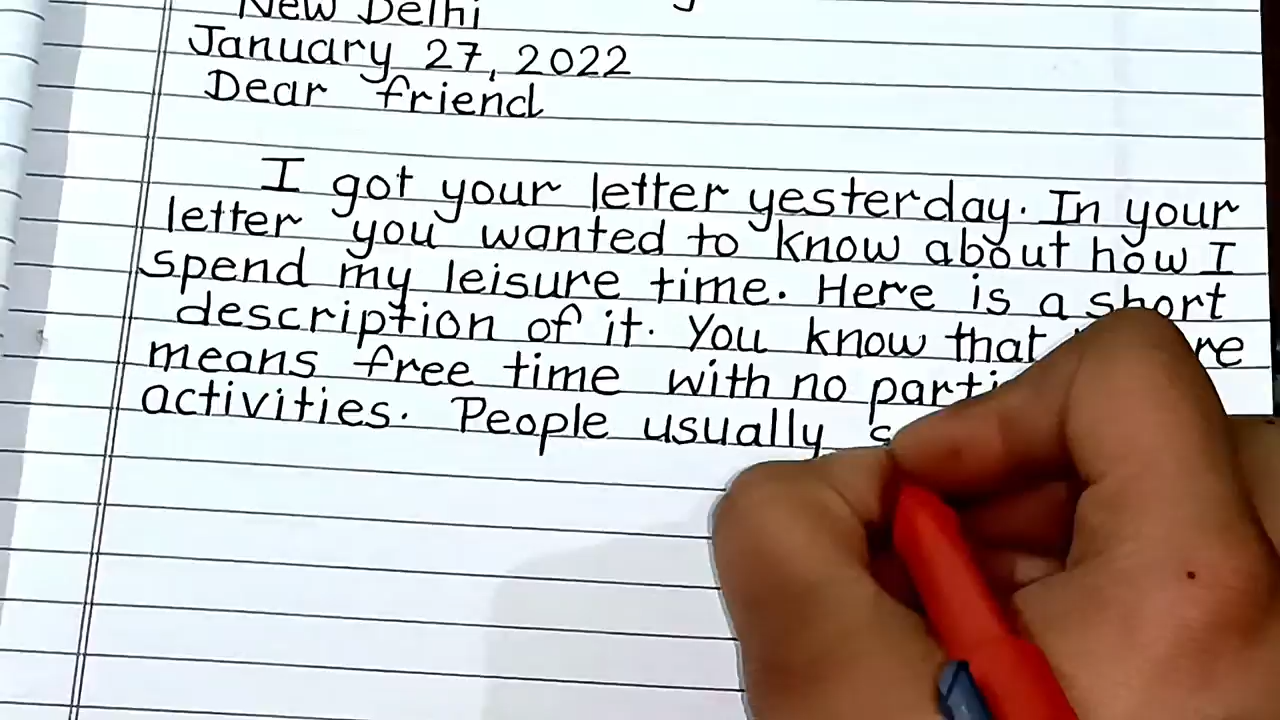 New Delhi
January 27, 2022
Dear friend
I got your letter yesterday. In your
letter you wanted to know about how I
spend my leisure time. Here is a short
description of it. You know that
means free time with no
activities. People usually